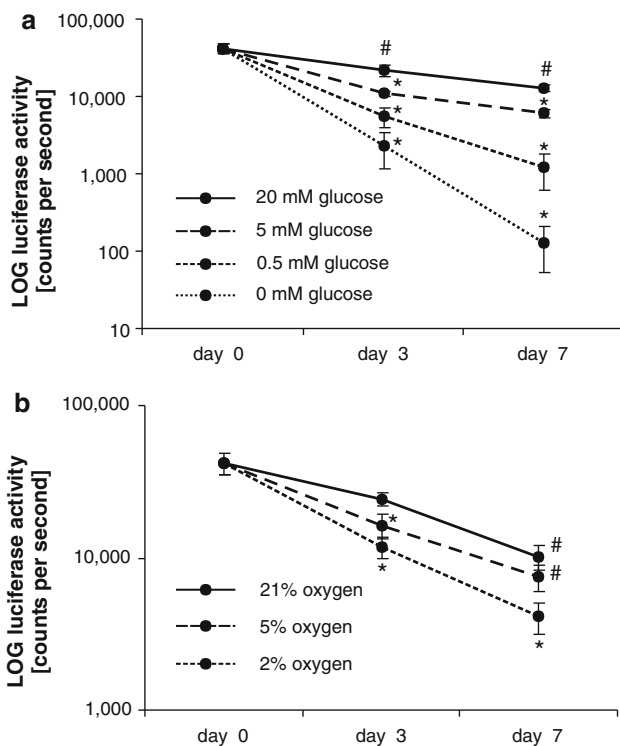 a
LOG luciferase activity
[counts per second]
100,000
10,000
1,000
100
10
#
#
*
*
*
*
*
*
20 mM glucose
5 mM glucose
0.5 mM glucose
0 mM glucose
day 0
day 3
day 7
b
LOG luciferase activity
[counts per second]
100,000
10,000
1,000
*
*
#
#
*
21% oxygen
5% oxygen
2% oxygen
day 0
day 3
day 7